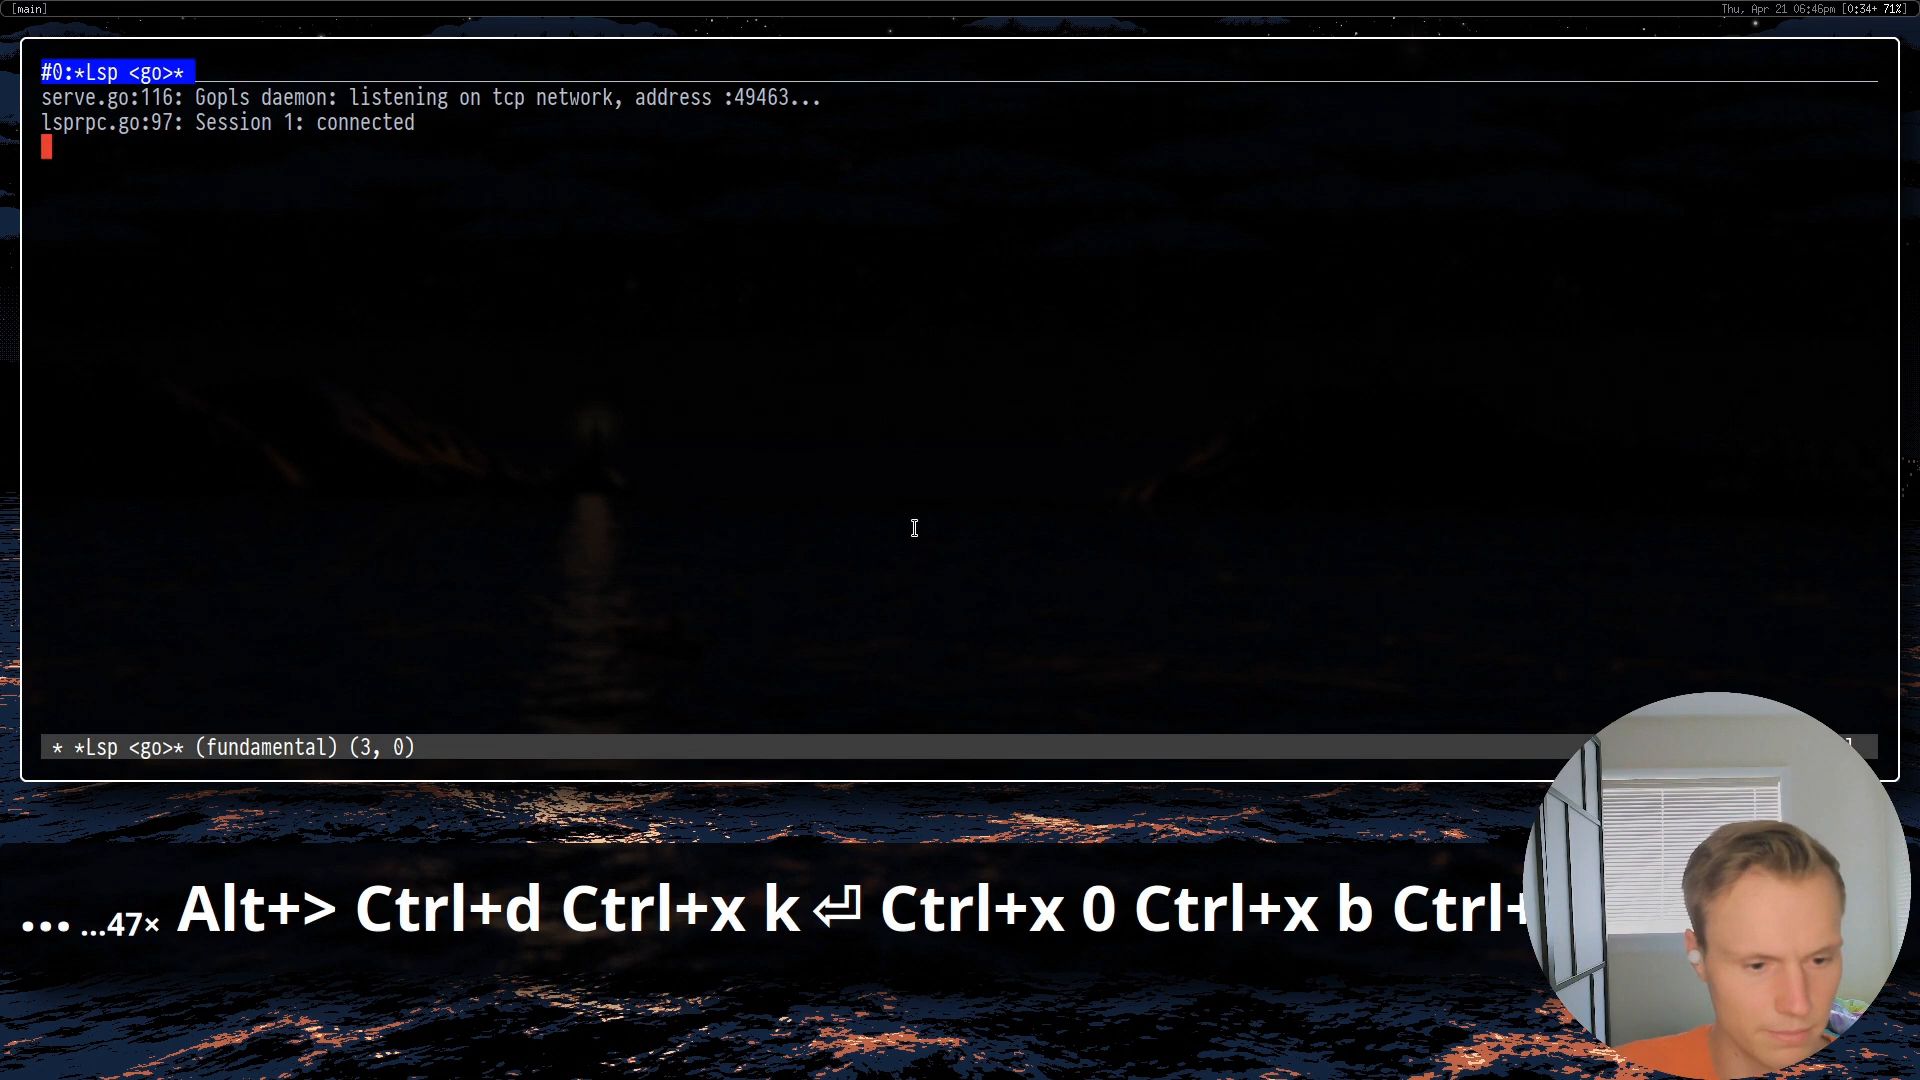 [main]
Thu, Apr 21 06:46pm [0:34+ 71%]
#0:*Lsp <go>*
serve.go:116: Gopls daemon: listening on tcp network, address :49463...
lsprpc.go:97: Session 1: connected
* *Lsp <go>* (fundamental) (3, 0)
... ...47× Alt+> Ctrl+d Ctrl+x k ⏎ Ctrl+x 0 Ctrl+x b Ctrl+